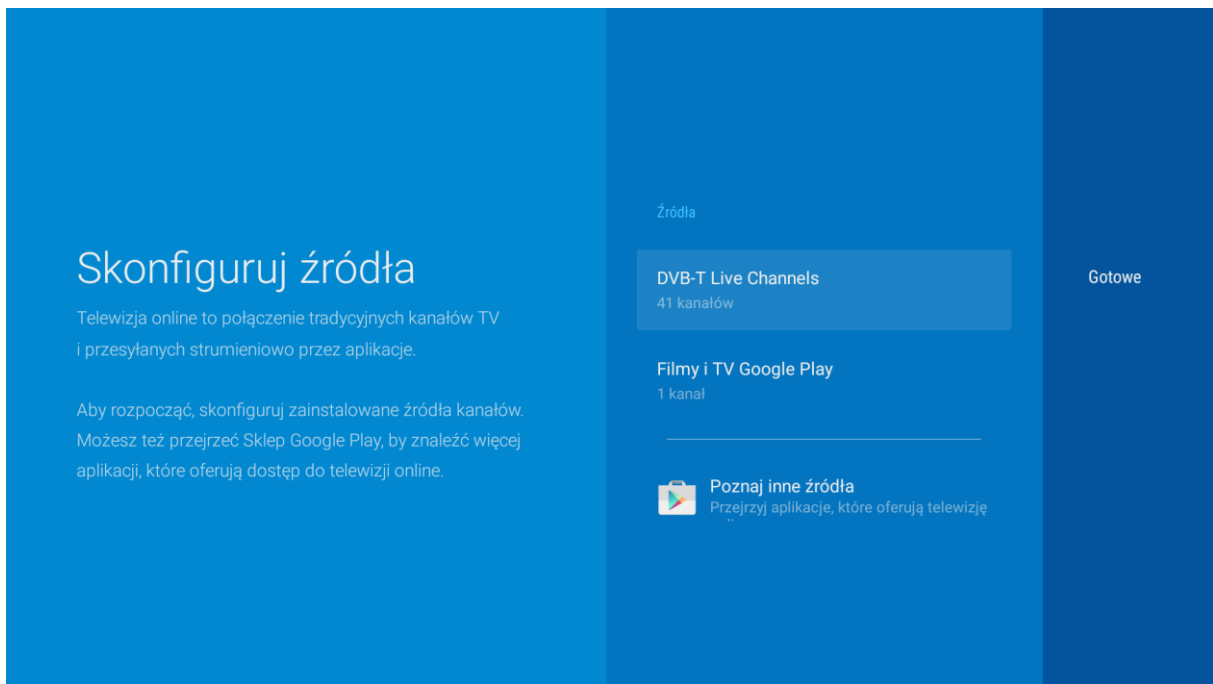 Skonfiguruj źródła
Telewizja online to połączenie tradycyjnych kanałów TV
i przesyłanych strumieniowo przez aplikacje.
Aby rozpocząć, skonfiguruj zainstalowane źródła kanałów.
Możesz też przejrzeć Sklep Google Play, by znaleźć więcej
aplikacji, które oferują dostęp do telewizji online.
Źródła
DVB-T Live Channels
41 kanałów
Filmy i TV Google Play
1 kanał
Poznaj inne źródła
Przejrzyj aplikacje, które oferują telewizję
Gotowe